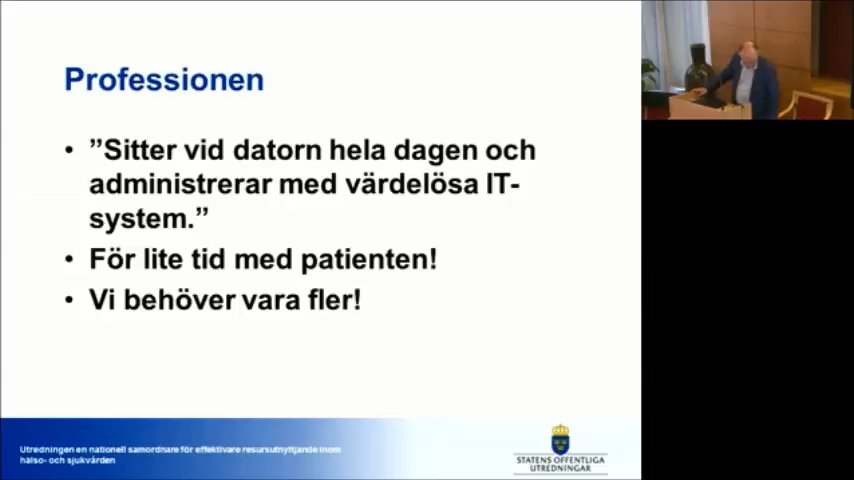 Professionen
• ”Sitter vid datorn hela dagen och
administrerar med värdelösa IT-
system.”
• För lite tid med patienten!
• Vi behöver vara fler!
Utredningen en nationell samordnare för effektivare resursutnyttjande inom
hälso- och sjukvården
STATENS OFFENTLIGA
UTREDNINGAR